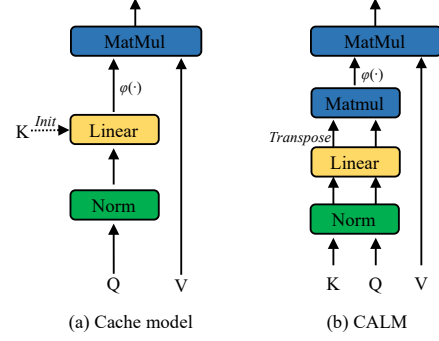 MatMul
φ(·)
K
Init
Linear
Norm
Q
V
(a) Cache model
MatMul
φ(·)
Matmul
Transpose
Linear
Norm
K
Q
V
(b) CALM